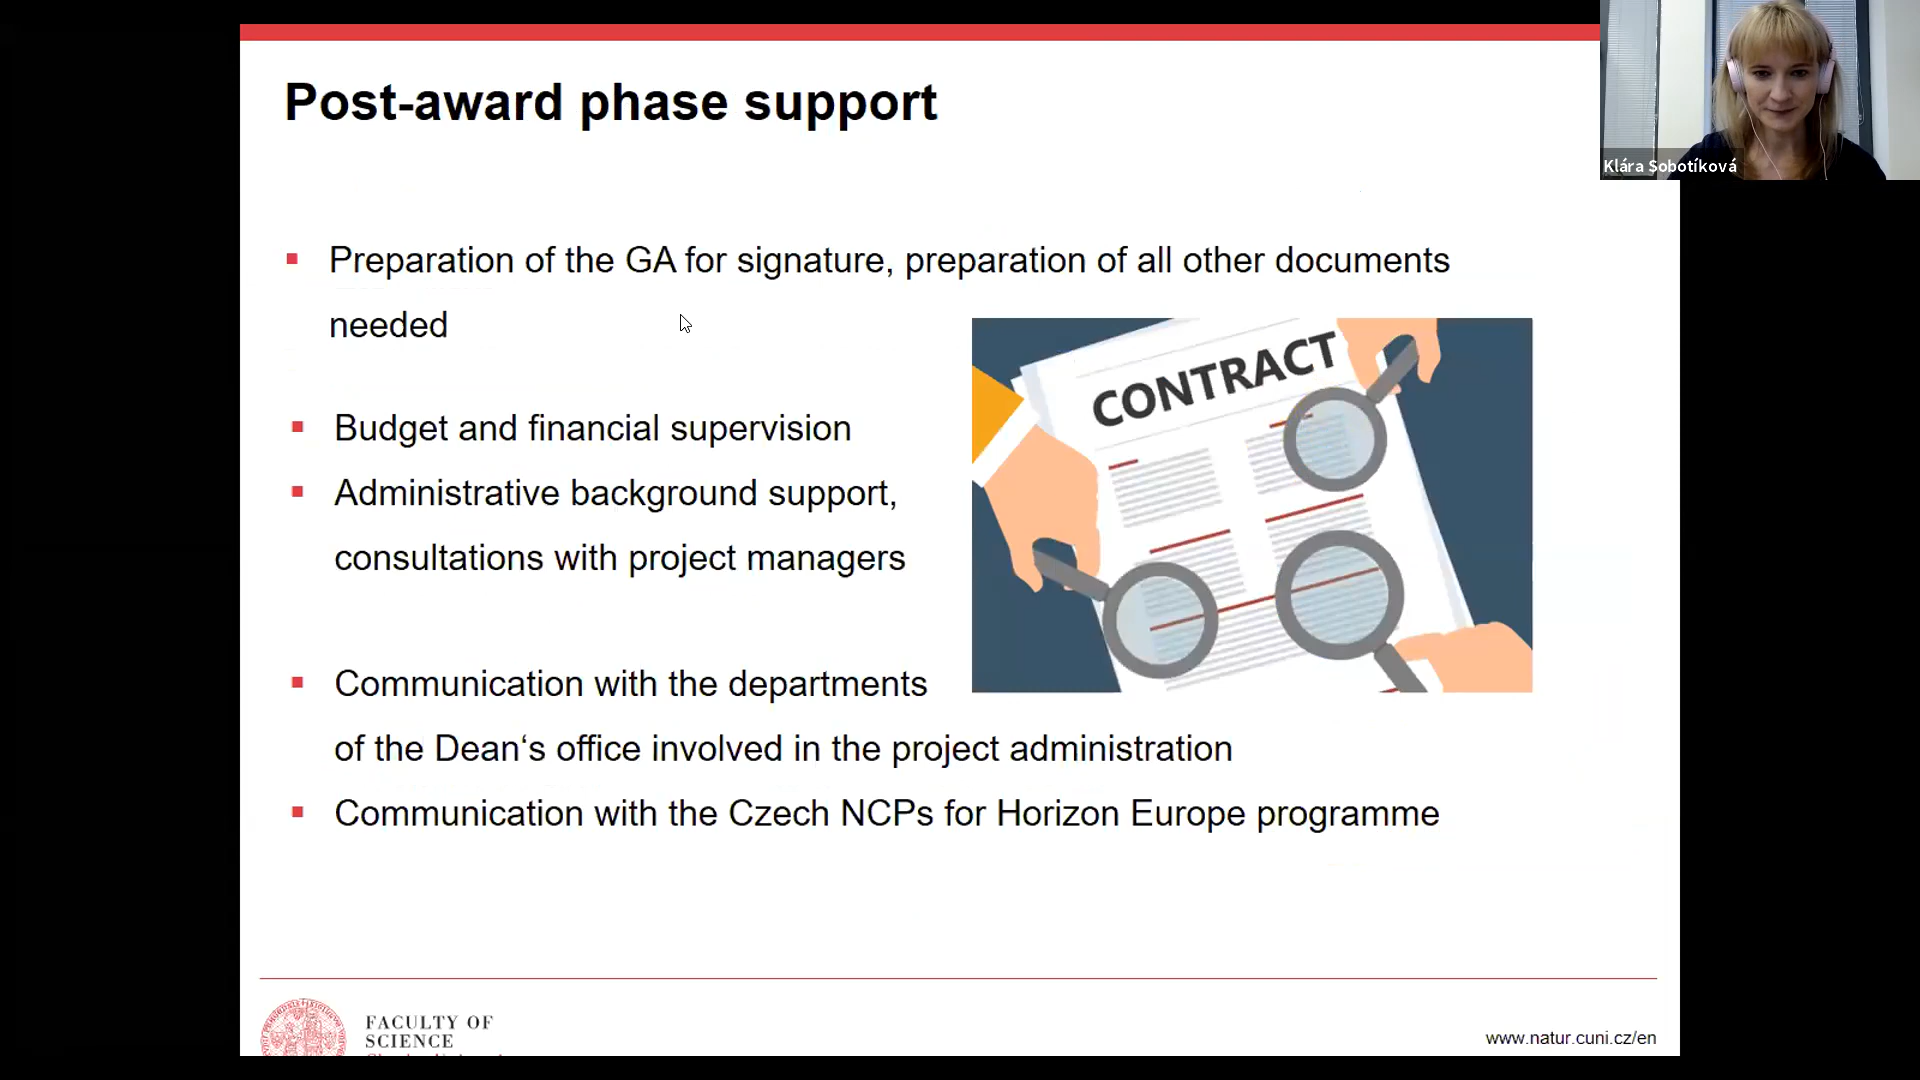 Post-award phase support
Klára Sobotíková
▪ Preparation of the GA for signature, preparation of all other documents
needed
CONTRACT
▪ Budget and financial supervision
▪ Administrative background support,
consultations with project managers
▪ Communication with the departments
of the Dean‘s office involved in the project administration
▪ Communication with the Czech NCPs for Horizon Europe programme
FACULTY OF
SCIENCE
www.natur.cuni.cz/en